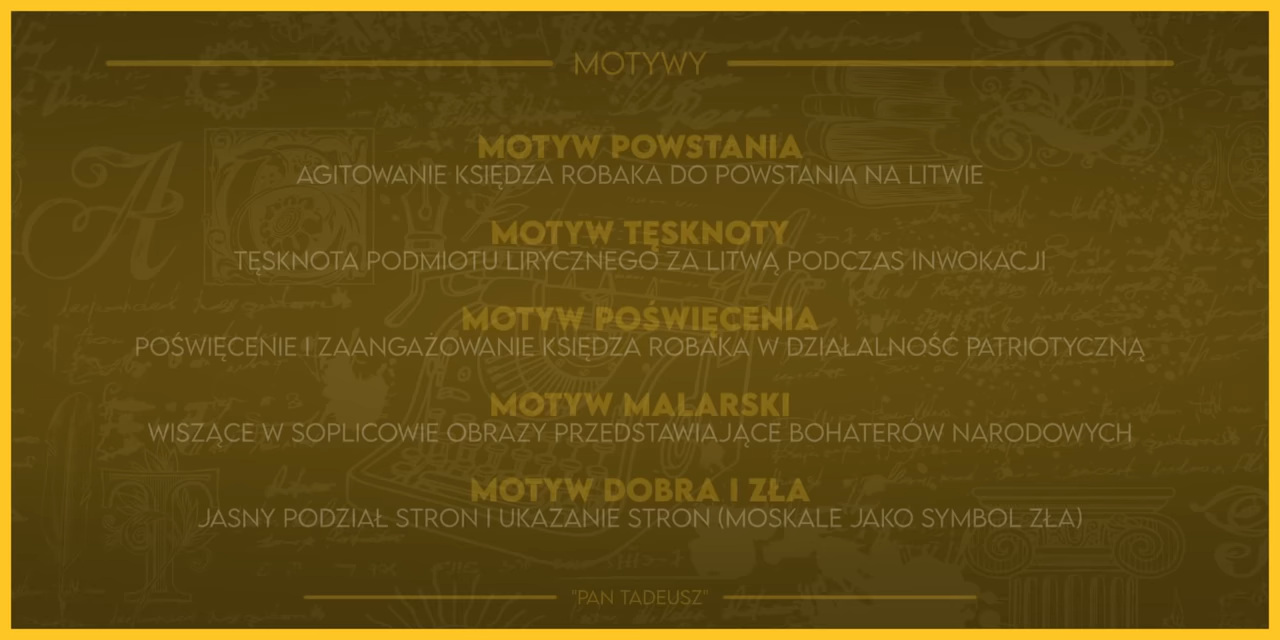 MOTYWY
MOTYW POWSTANIA
AGITOWANIE KSIĘDZA ROBAKA DO POWSTANIA NA LITWIE
MOTYW TĘSKNOTY
TĘSKNOTA PODMIOTU LIRYCZNEGO ZA LITWĄ PODCZAS INWOKACJI
MOTYW POŚWIĘCENIA
POŚWIĘCENIE I ZAANGAŻOWANIE KSIĘDZA ROBAKA W DZIAŁALNOŚĆ PATRIOTYCZNĄ
MOTYW MALARSKI
WISZĄCE W SOPLICOWIE OBRAZY PRZEDSTAWIAJĄCE BOHATERÓW NARODOWYCH
MOTYW DOBRA I ZŁA
JASNY PODZIAŁ STRON I UKAZANIE STRON (MOSKALE JAKO SYMBOL ZŁA)
"PAN TADEUSZ"